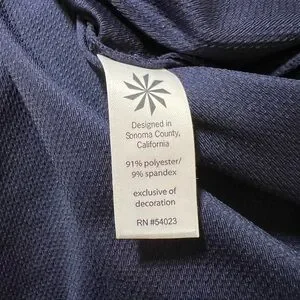 Designed in
Sonoma County,
California
91% polyester/
9% spandex
exclusive of
decoration
RN #54023